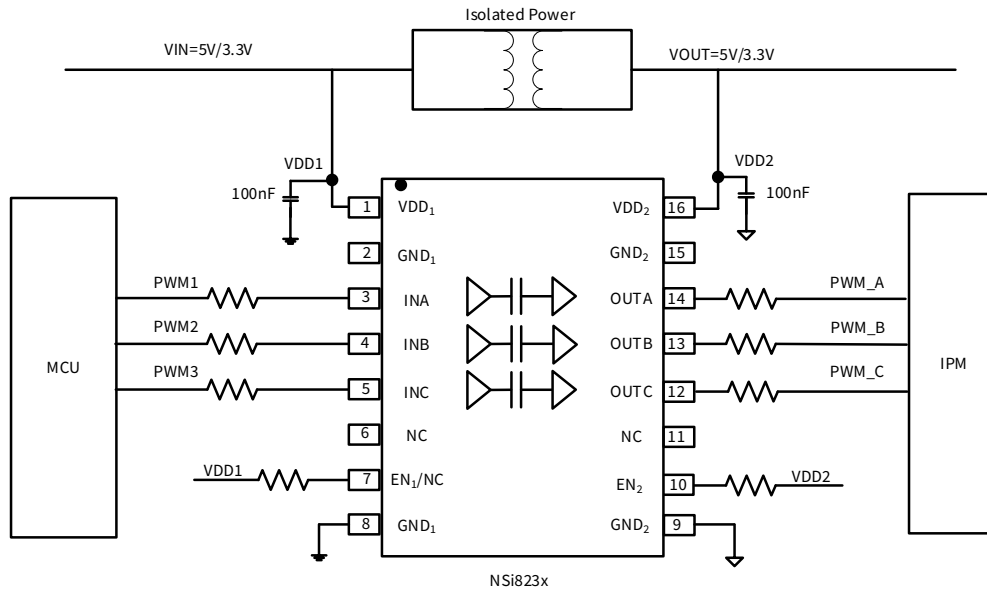 Isolated Power
VIN=5V/3.3V
VOUT=5V/3.3V
VDD1
VDD2
100nF
100nF
1 VDD₁
VDD₂ 16
2 GND₁
GND₂ 15
PWM1
3 INA
OUTA 14
PWM_A
PWM2
4 INB
OUTB 13
PWM_B
MCU
IPM
PWM3
5 INC
OUTC 12
PWM_C
6 NC
NC 11
VDD1
7 EN₁/NC
EN₂ 10
VDD2
8 GND₁
GND₂ 9
NSi823x